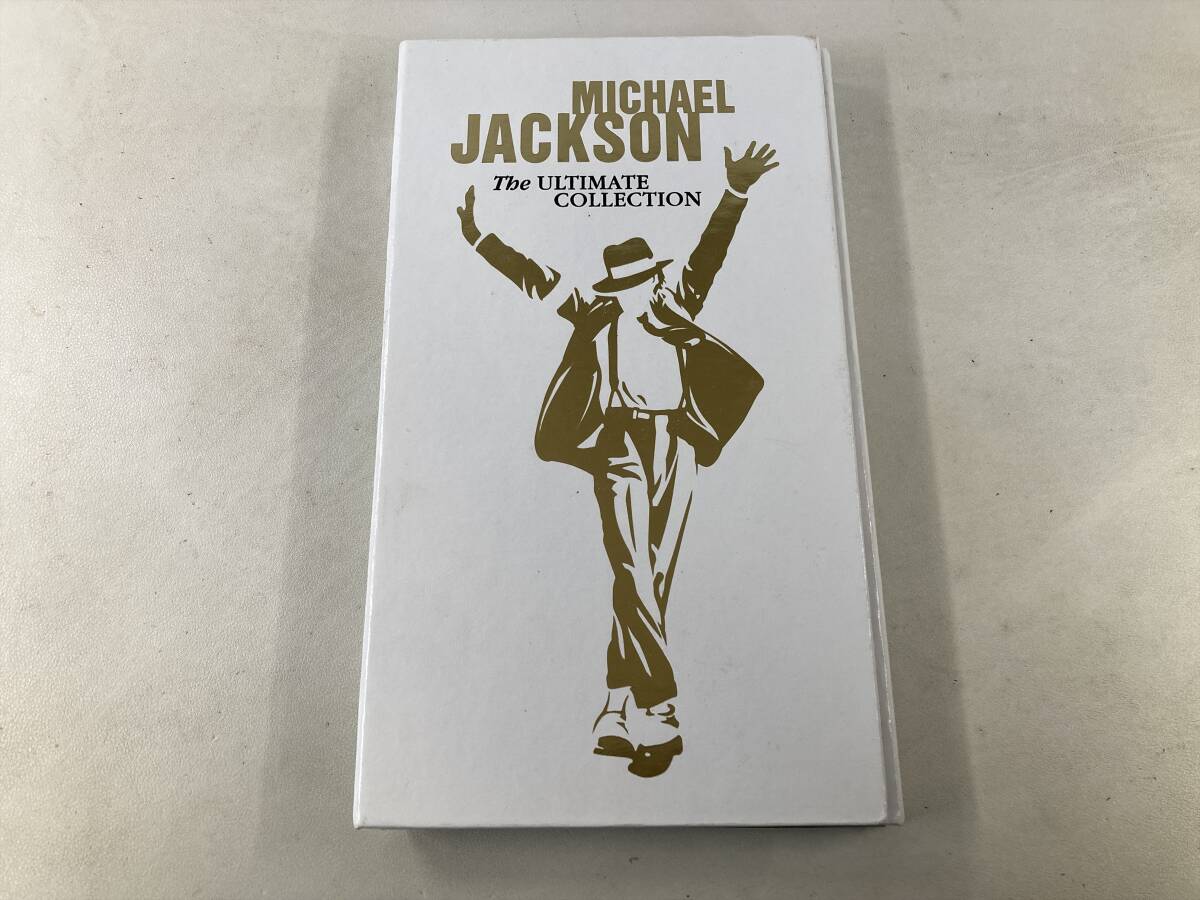 MICHAEL
JACKSON
The ULTIMATE
COLLECTION